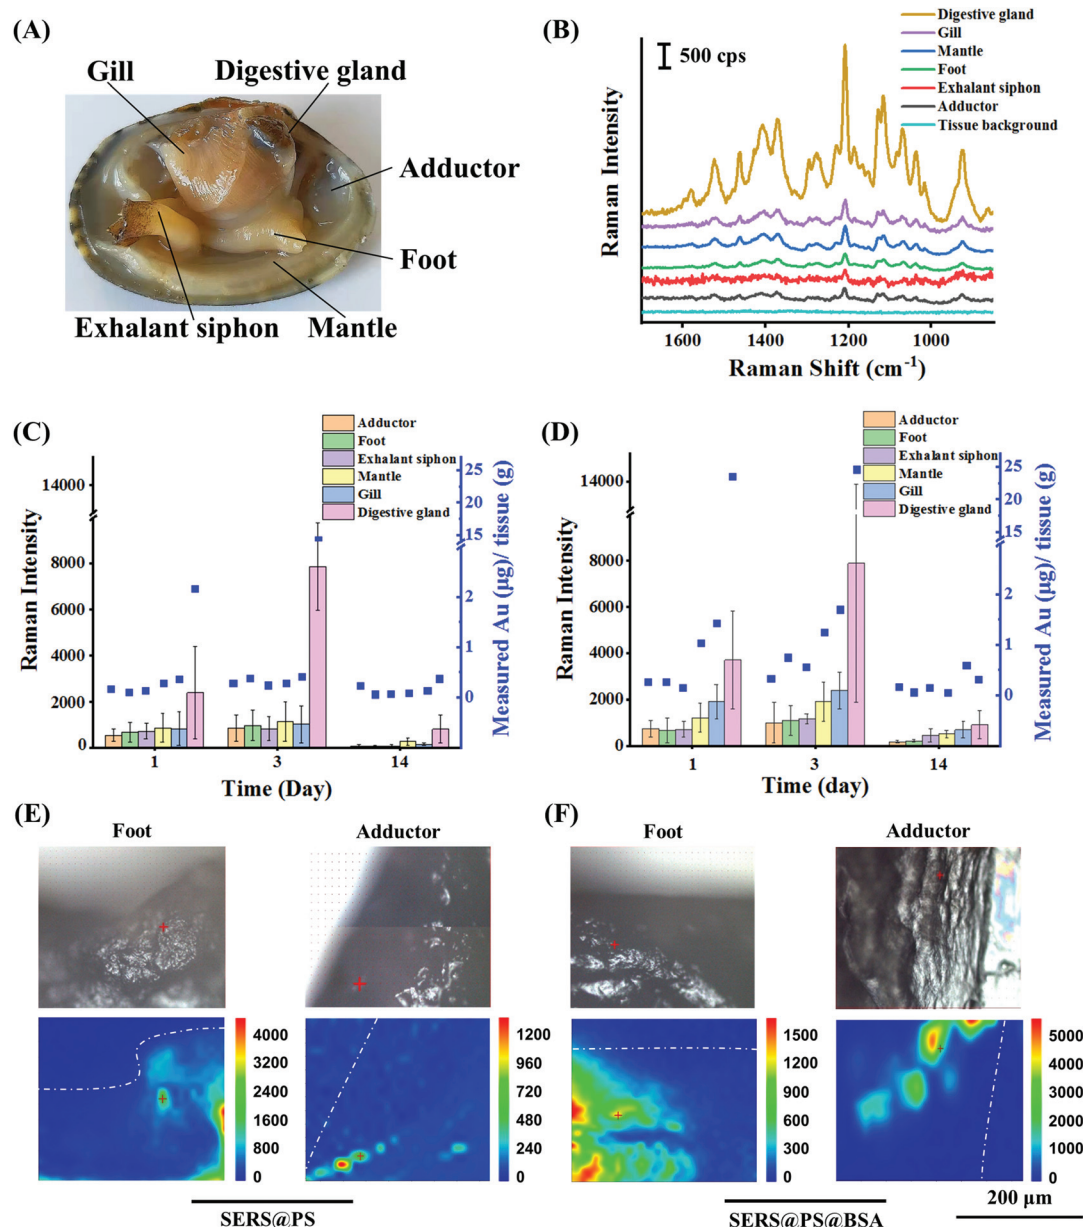 (A)
Gill
Digestive gland
Adductor
Foot
Exhalant siphon
Mantle
(B)
500 cps
Digestive gland
Gill
Mantle
Foot
Exhalant siphon
Adductor
Tissue background
Raman Intensity
1600
1400
1200
1000
Raman Shift (cm⁻¹)
(C)
Adductor
Foot
Exhalant siphon
Mantle
Gill
Digestive gland
Raman Intensity
14000
8000
6000
4000
2000
0
25
20
15
2
1
0
Measured Au (μg)/ tissue (g)
1
3
14
Time (Day)
(D)
Adductor
Foot
Exhalant siphon
Mantle
Gill
Digestive gland
Raman Intensity
14000
8000
6000
4000
2000
0
25
20
15
2
1
0
Measured Au (μg)/ tissue (g)
1
3
14
Time (day)
(E)
Foot
Adductor
4000
3200
2400
1600
800
0
1200
960
720
480
240
0
SERS@PS
(F)
Foot
Adductor
1500
1200
900
600
300
0
5000
4000
3000
2000
1000
0
SERS@PS@BSA
200 μm